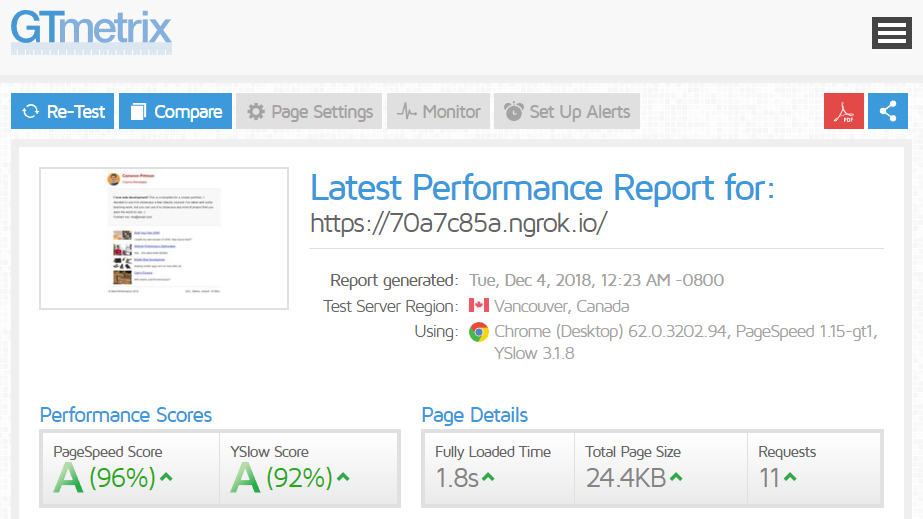 GTmetrix
Re-Test
Compare
Page Settings
Monitor
Set Up Alerts
PDF
Cameron Pittman
Latest Performance Report for:
https://70a7c85a.ngrok.io/
Report generated: Tue, Dec 4, 2018, 12:23 AM -0800
Test Server Region: Vancouver, Canada
Using: Chrome (Desktop) 62.0.3202.94, PageSpeed 1.15-gt1,
YSlow 3.1.8
Performance Scores
Page Details
PageSpeed Score
YSlow Score
Fully Loaded Time
Total Page Size
Requests
A (96%)
A (92%)
1.8s
24.4KB
11